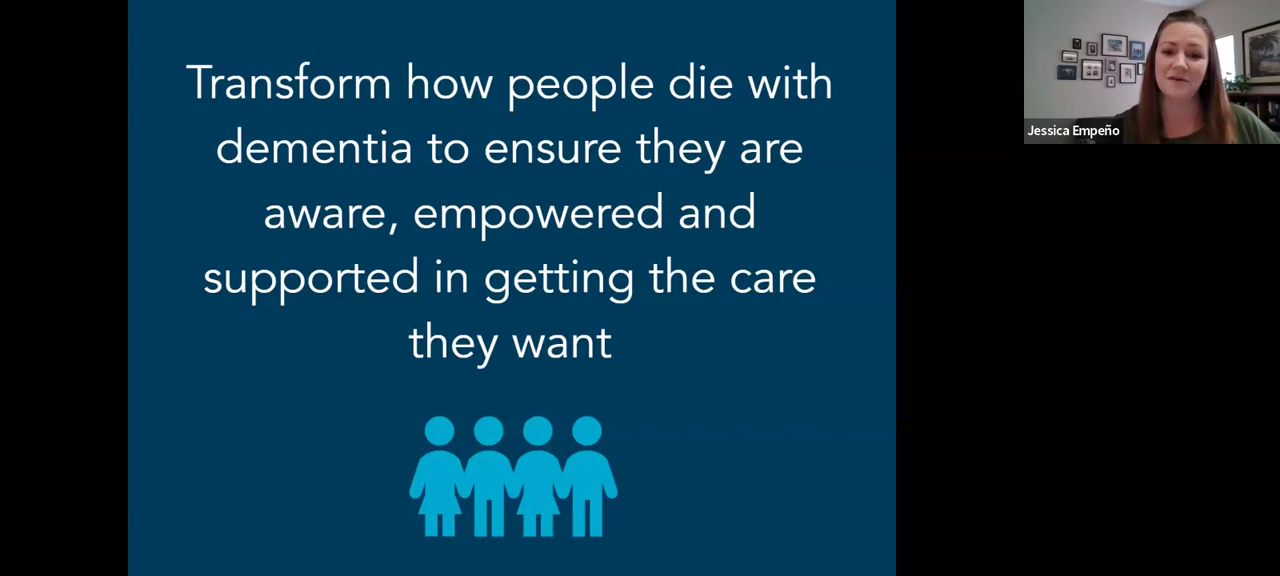 Transform how people die with
dementia to ensure they are
aware, empowered and
supported in getting the care
they want
Jessica Empeño